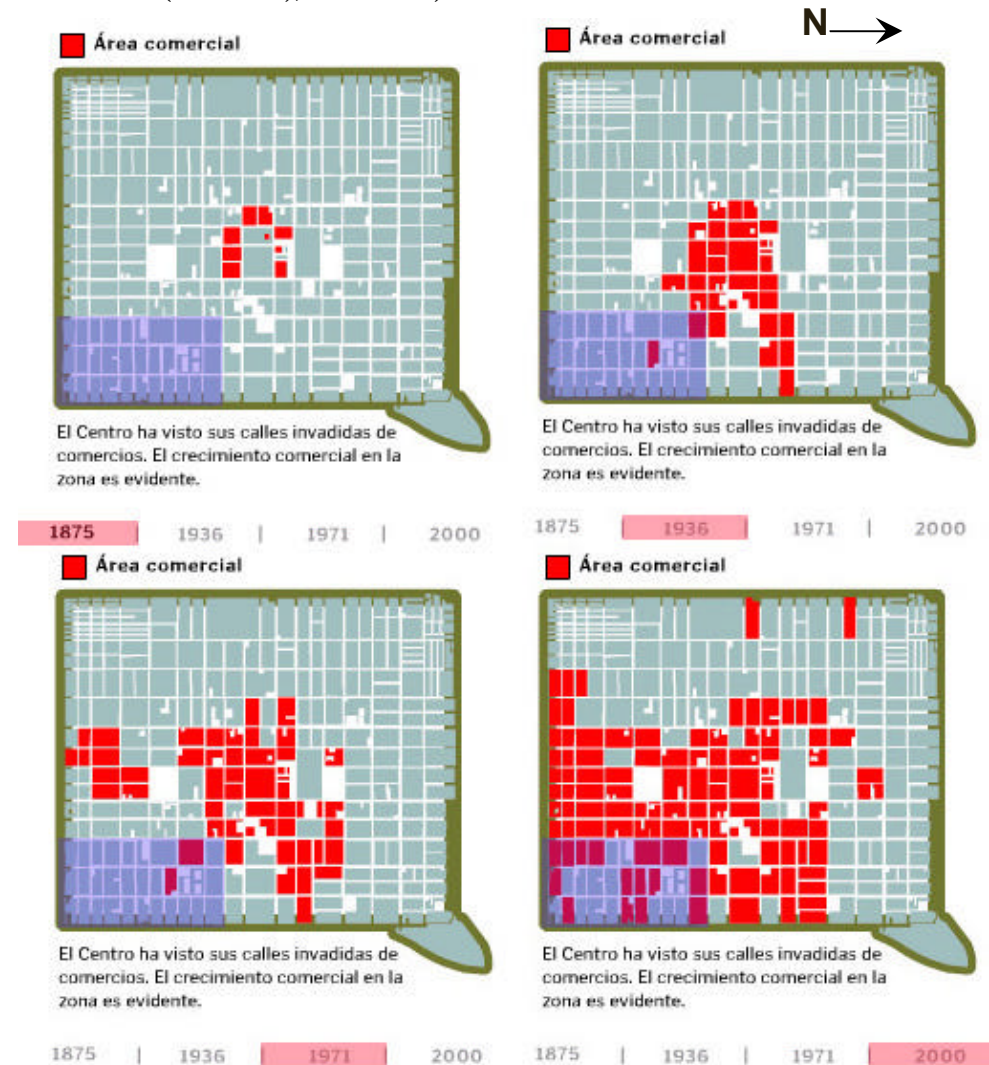 N
Área comercial
El Centro ha visto sus calles invadidas de
comercios. El crecimiento comercial en la
zona es evidente.
1875 | 1936 | 1971 | 2000
Área comercial
El Centro ha visto sus calles invadidas de
comercios. El crecimiento comercial en la
zona es evidente.
1875 | 1936 | 1971 | 2000
Área comercial
El Centro ha visto sus calles invadidas de
comercios. El crecimiento comercial en la
zona es evidente.
1875 | 1936 | 1971 | 2000
Área comercial
El Centro ha visto sus calles invadidas de
comercios. El crecimiento comercial en la
zona es evidente.
1875 | 1936 | 1971 | 2000